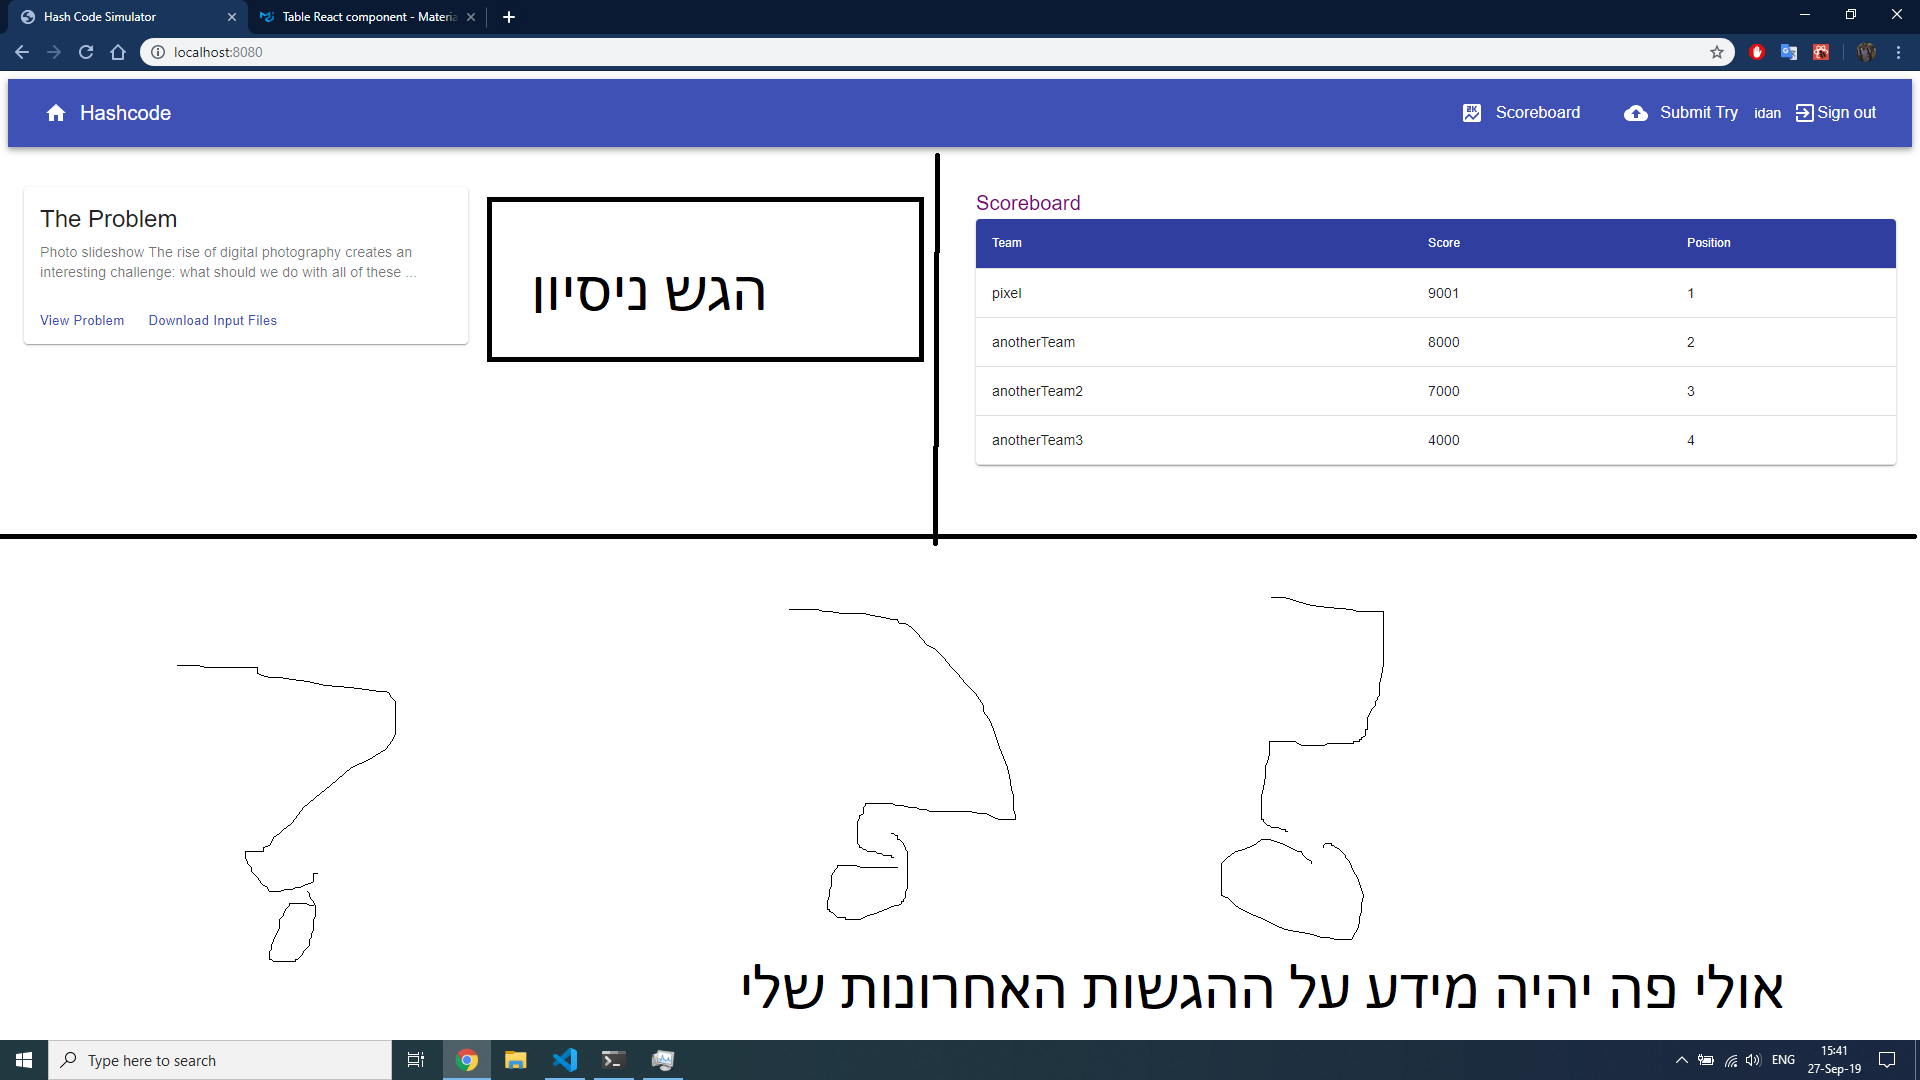 Hash Code Simulator
Table React component - Materia
localhost:8080
Hashcode
Scoreboard
Submit Try
idan
Sign out
The Problem
Photo slideshow The rise of digital photography creates an
interesting challenge: what should we do with all of these ...
View Problem Download Input Files
הגש ניסיון
Scoreboard
Team Score Position
pixel 9001 1
anotherTeam 8000 2
anotherTeam2 7000 3
anotherTeam3 4000 4
???
אולי פה יהיה מידע על ההגשות האחרונות שלי
Type here to search
ENG
15:41
27-Sep-19